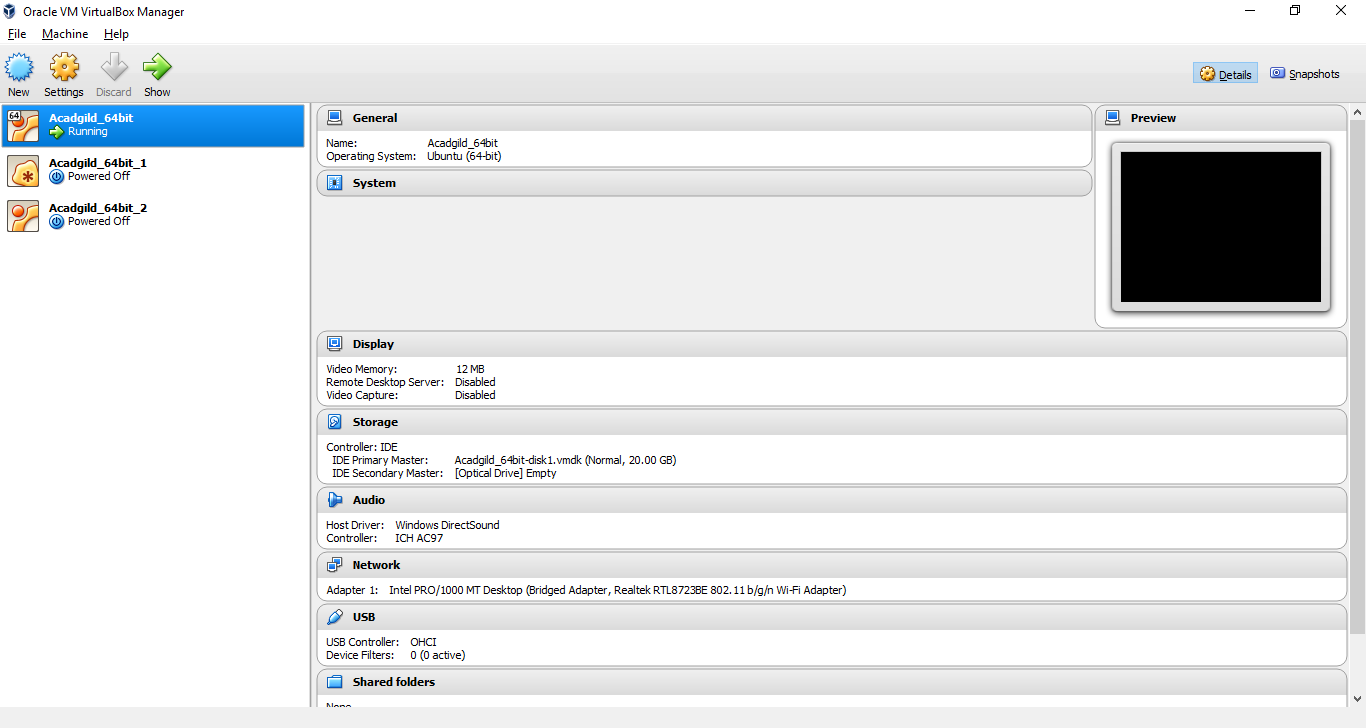 Oracle VM VirtualBox Manager
File Machine Help
New Settings Discard Show
Details Snapshots
64
Acadgild_64bit
Running
Acadgild_64bit_1
Powered Off
Acadgild_64bit_2
Powered Off
General
Name: Acadgild_64bit
Operating System: Ubuntu (64-bit)
System
Preview
Display
Video Memory: 12 MB
Remote Desktop Server: Disabled
Video Capture: Disabled
Storage
Controller: IDE
IDE Primary Master: Acadgild_64bit-disk1.vmdk (Normal, 20.00 GB)
IDE Secondary Master: [Optical Drive] Empty
Audio
Host Driver: Windows DirectSound
Controller: ICH AC97
Network
Adapter 1: Intel PRO/1000 MT Desktop (Bridged Adapter, Realtek RTL8723BE 802.11 b/g/n Wi-Fi Adapter)
USB
USB Controller: OHCI
Device Filters: 0 (0 active)
Shared folders
None